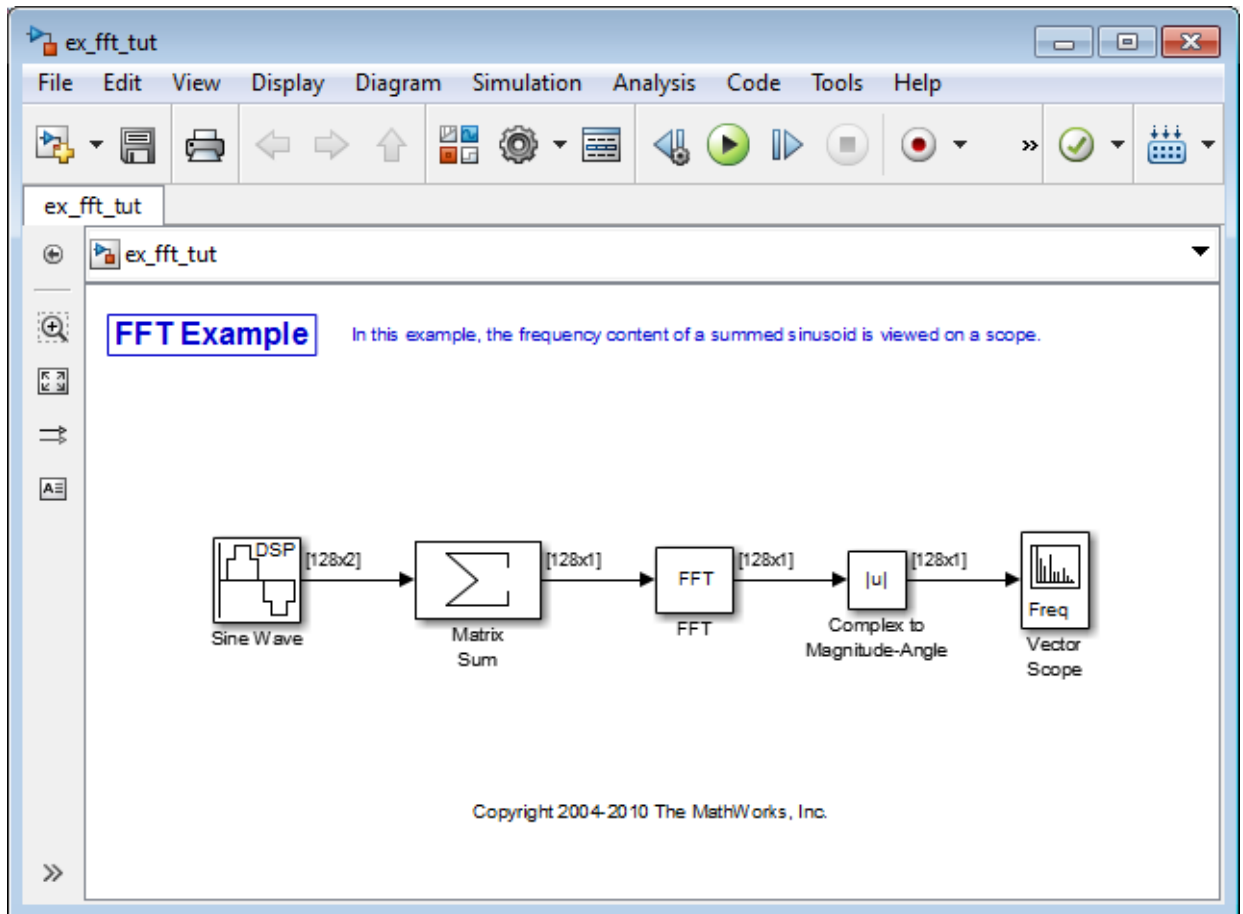 ex_fft_tut
File Edit View Display Diagram Simulation Analysis Code Tools Help
ex_fft_tut
ex_fft_tut
FFT Example
In this example, the frequency content of a summed sinusoid is viewed on a scope.
DSP
[128x2]
[128x1]
FFT
[128x1]
|u|
[128x1]
Freq
Sine Wave
Matrix
Sum
FFT
Complex to
Magnitude-Angle
Vector
Scope
Copyright 2004-2010 The MathWorks, Inc.